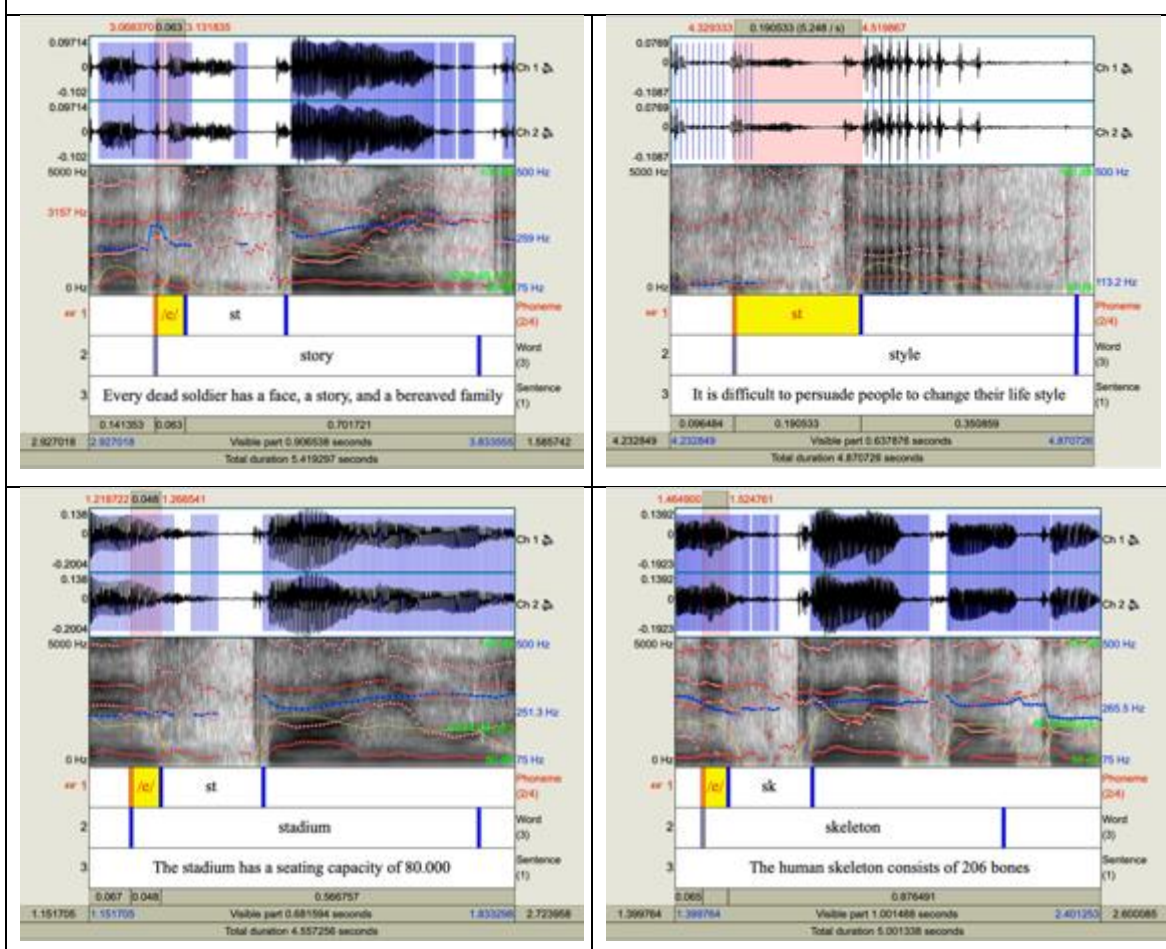 3.068370 0.063 3.131835
0.09714
0
-0.102
0.09714
0
-0.102
Ch 1
Ch 2
5000 Hz
500 Hz
3157 Hz
259 Hz
0 Hz
75 Hz
1
/e/
st
Phoneme
(2/4)
2
story
Word
(3)
3
Every dead soldier has a face, a story, and a bereaved family
Sentence
(1)
0.141353 0.063 0.701721
2.927018 2.927018 Visible part 0.906538 seconds 3.833555 1.585742
Total duration 5.419297 seconds
4.329333 0.190533 (5.248 / s) 4.519867
0.0769
0
-0.1087
0.0769
0
-0.1087
Ch 1
Ch 2
5000 Hz
500 Hz
113.2 Hz
0 Hz
1
st
Phoneme
(2/4)
2
style
Word
(3)
3
It is difficult to persuade people to change their life style
Sentence
(1)
0.096484 0.190533 0.350859
4.232849 4.232849 Visible part 0.637876 seconds 4.870726
Total duration 4.870726 seconds
1.218722 0.048 1.266541
0.138
0
-0.2004
0.138
0
-0.2004
Ch 1
Ch 2
5000 Hz
500 Hz
251.3 Hz
0 Hz
75 Hz
1
/e/
st
Phoneme
(2/4)
2
stadium
Word
(3)
3
The stadium has a seating capacity of 80.000
Sentence
(1)
0.067 0.048 0.566757
1.151705 1.151705 Visible part 0.681594 seconds 1.833298 2.723958
Total duration 4.557256 seconds
1.464900 1.524761
0.1392
0
-0.1923
0.1392
0
-0.1923
Ch 1
Ch 2
5000 Hz
500 Hz
265.5 Hz
0 Hz
75 Hz
1
/e/
sk
Phoneme
(2/4)
2
skeleton
Word
(3)
3
The human skeleton consists of 206 bones
Sentence
(1)
0.065 0.876491
1.399764 1.399764 Visible part 1.001488 seconds 2.401253 2.600085
Total duration 5.001338 seconds